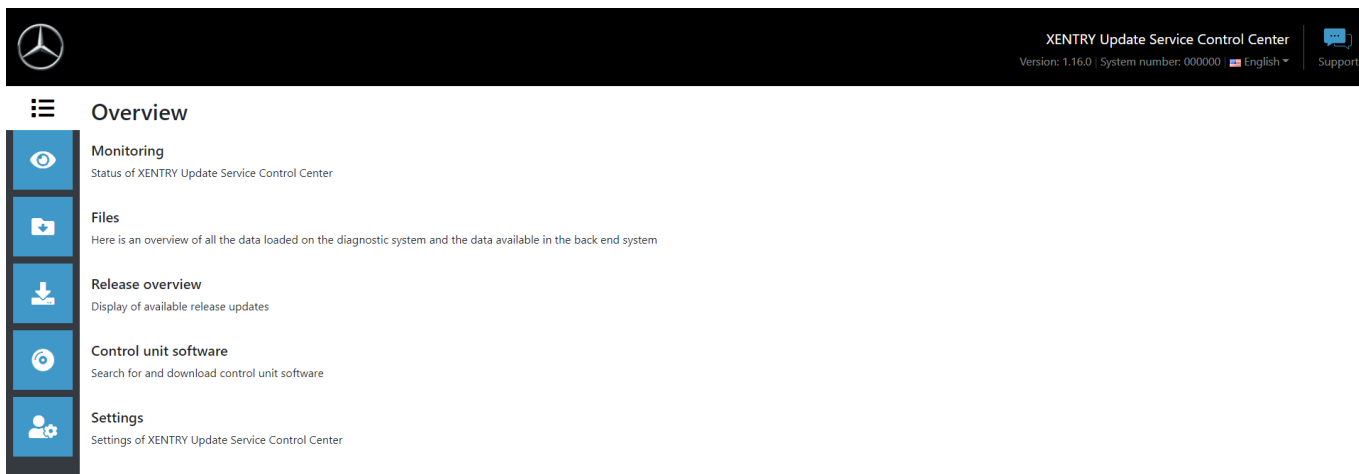 XENTRY Update Service Control Center
Version: 1.16.0 | System number: 000000 | English
Support
Overview
Monitoring
Status of XENTRY Update Service Control Center
Files
Here is an overview of all the data loaded on the diagnostic system and the data available in the back end system
Release overview
Display of available release updates
Control unit software
Search for and download control unit software
Settings
Settings of XENTRY Update Service Control Center